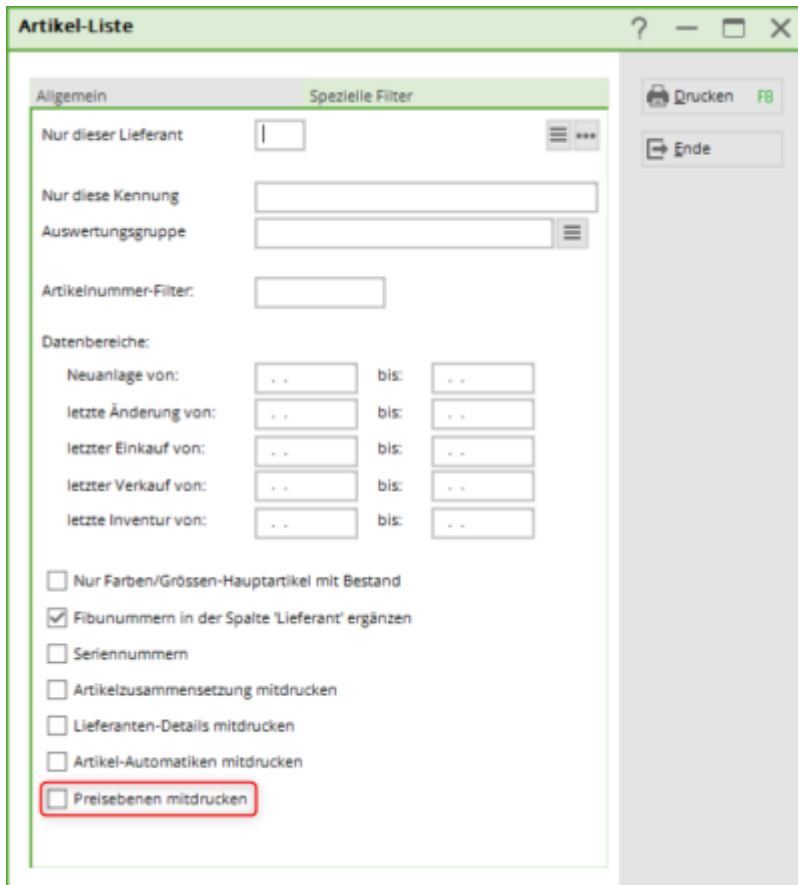 Artikel-Liste
Allgemein Spezielle Filter
Drucken F8
Nur dieser Lieferant
Ende
Nur diese Kennung
Auswertungsgruppe
Artikelnummer-Filter:
Datenbereiche:
Neuanlage von: . . bis: . .
letzte Änderung von: . . bis: . .
letzter Einkauf von: . . bis: . .
letzter Verkauf von: . . bis: . .
letzte Inventur von: . . bis: . .
Nur Farben/Grössen-Hauptartikel mit Bestand
Fibunummern in der Spalte 'Lieferant' ergänzen
Seriennummern
Artikelzusammensetzung mitdrucken
Lieferanten-Details mitdrucken
Artikel-Automatiken mitdrucken
Preisebenen mitdrucken